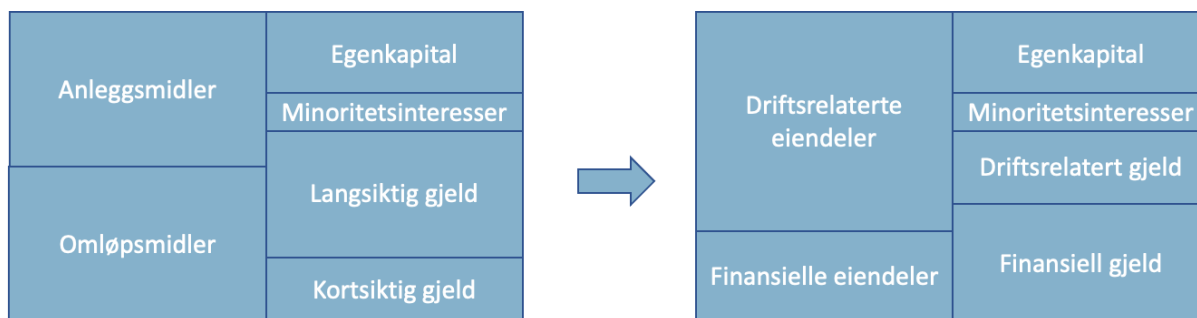 Anleggsmidler
Omløpsmidler
Egenkapital
Minoritetsinteresser
Langsiktig gjeld
Kortsiktig gjeld
Driftsrelaterte
eiendeler
Finansielle eiendeler
Egenkapital
Minoritetsinteresser
Driftsrelatert gjeld
Finansiell gjeld